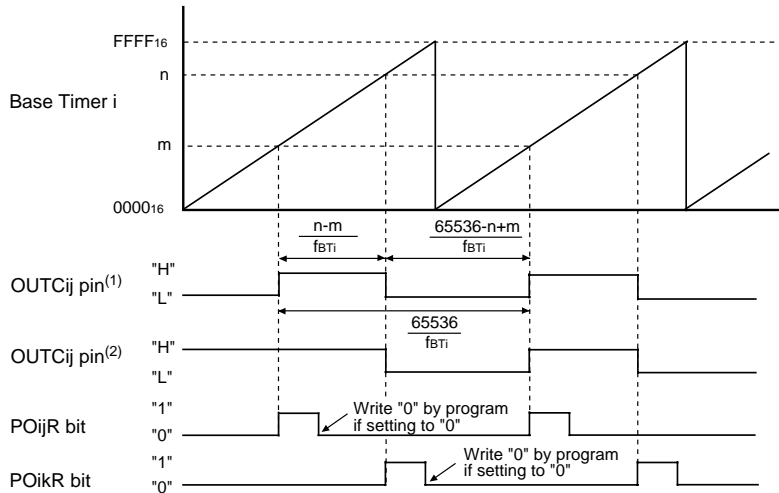 FFFF16
n
Base Timer i
m
000016
n-m
fBTi
65536-n+m
fBTi
"H"
OUTCij pin(1)
"L"
65536
fBTi
"H"
OUTCij pin(2)
"L"
"1"
Write "0" by program
if setting to "0"
POijR bit
"0"
"1"
Write "0" by program
if setting to "0"
POikR bit
"0"